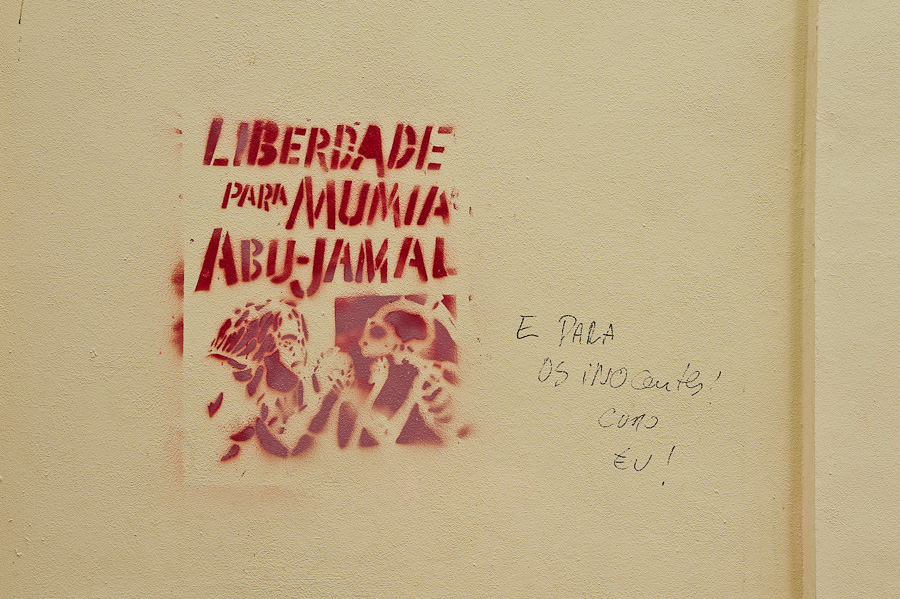 LIBERDADE
PARA MUMIA
ABU-JAMAL
E PARA
OS iNOCentes!
COMO
EU!